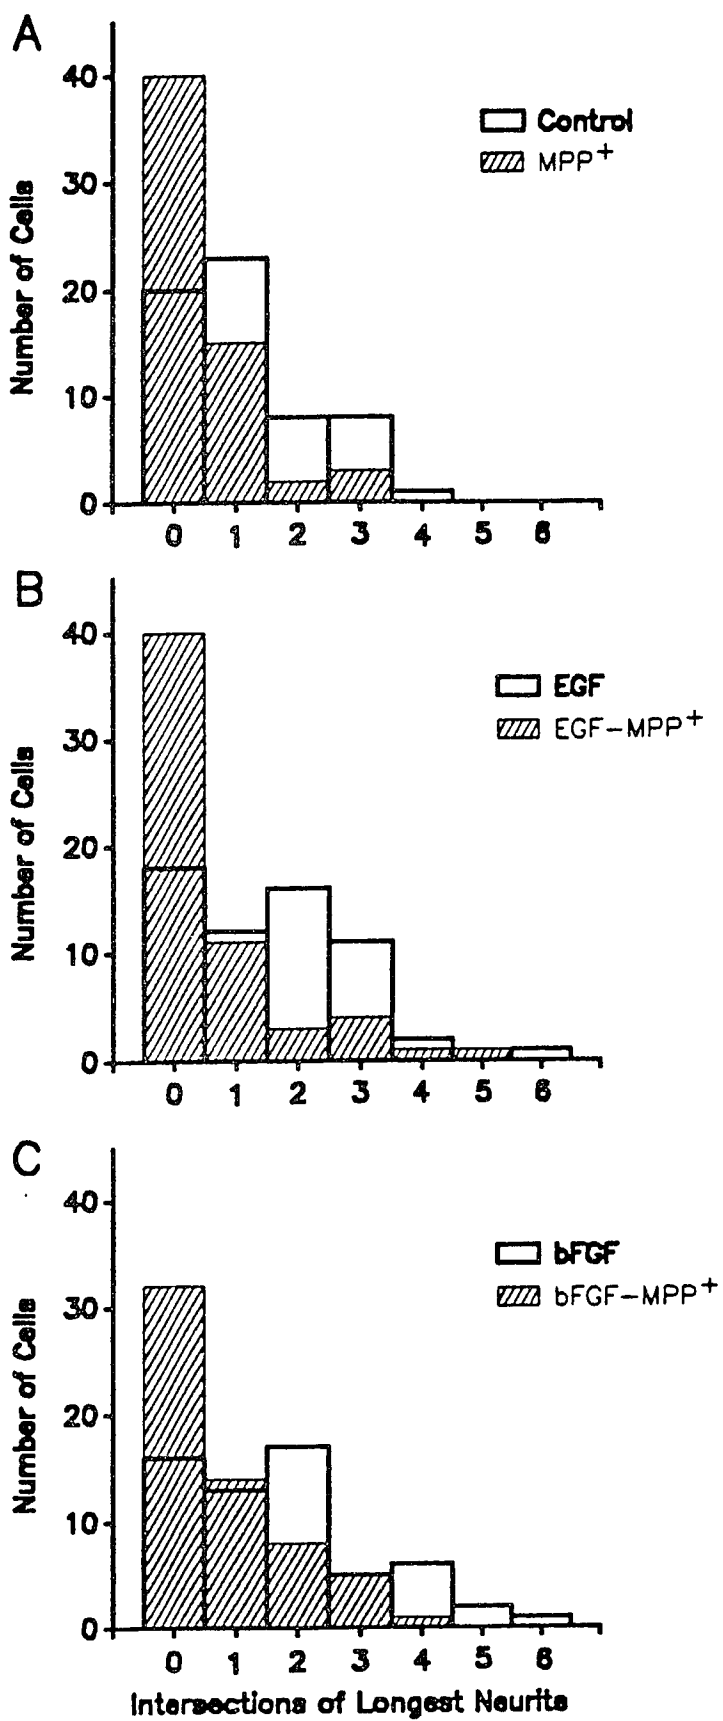 A
Number of Cells
40
30
20
10
0
0 1 2 3 4 5 6
Control
MPP+
B
Number of Cells
40
30
20
10
0
0 1 2 3 4 5 6
EGF
EGF-MPP+
C
Number of Cells
40
30
20
10
0
0 1 2 3 4 5 6
bFGF
bFGF-MPP+
Intersections of Longest Neurite